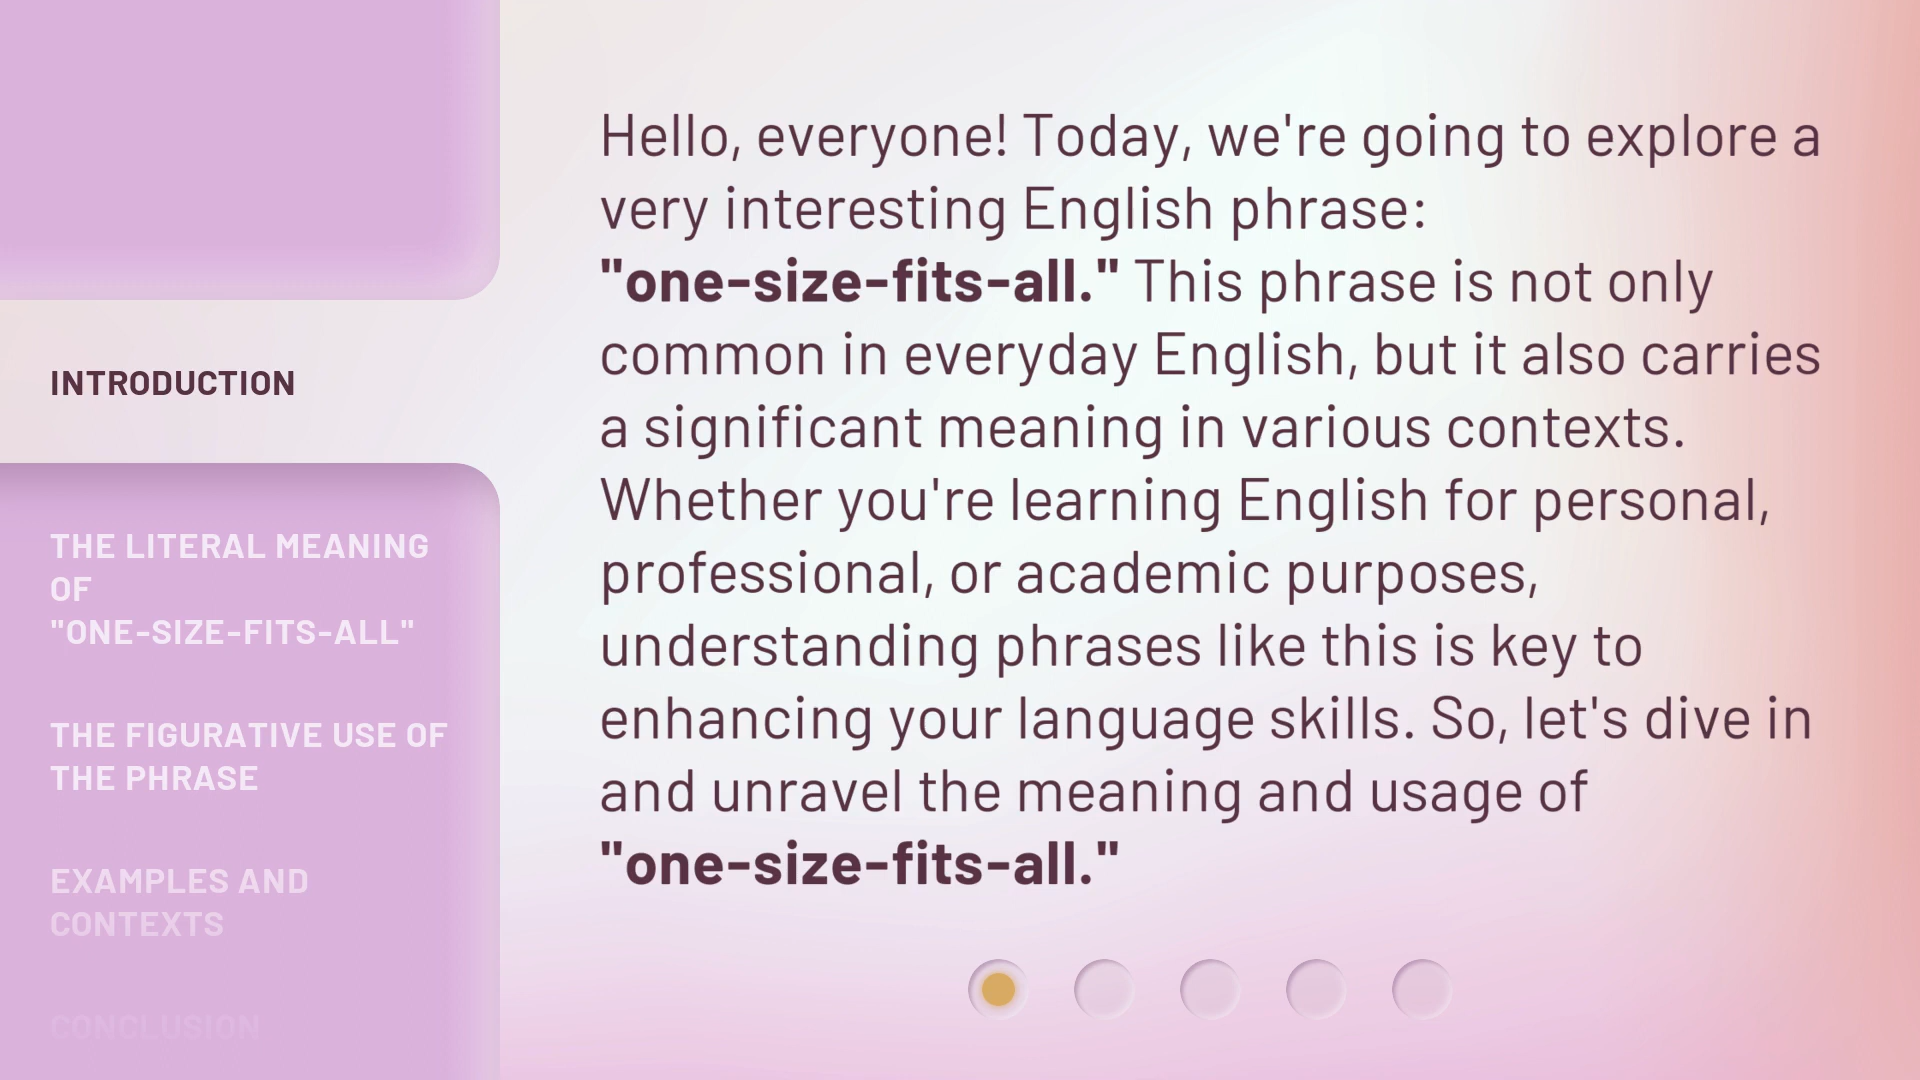 INTRODUCTION
THE LITERAL MEANING
OF
"ONE-SIZE-FITS-ALL"
THE FIGURATIVE USE OF
THE PHRASE
EXAMPLES AND
CONTEXTS
CONCLUSION
Hello, everyone! Today, we're going to explore a
very interesting English phrase:
"one-size-fits-all." This phrase is not only
common in everyday English, but it also carries
a significant meaning in various contexts.
Whether you're learning English for personal,
professional, or academic purposes,
understanding phrases like this is key to
enhancing your language skills. So, let's dive in
and unravel the meaning and usage of
"one-size-fits-all."